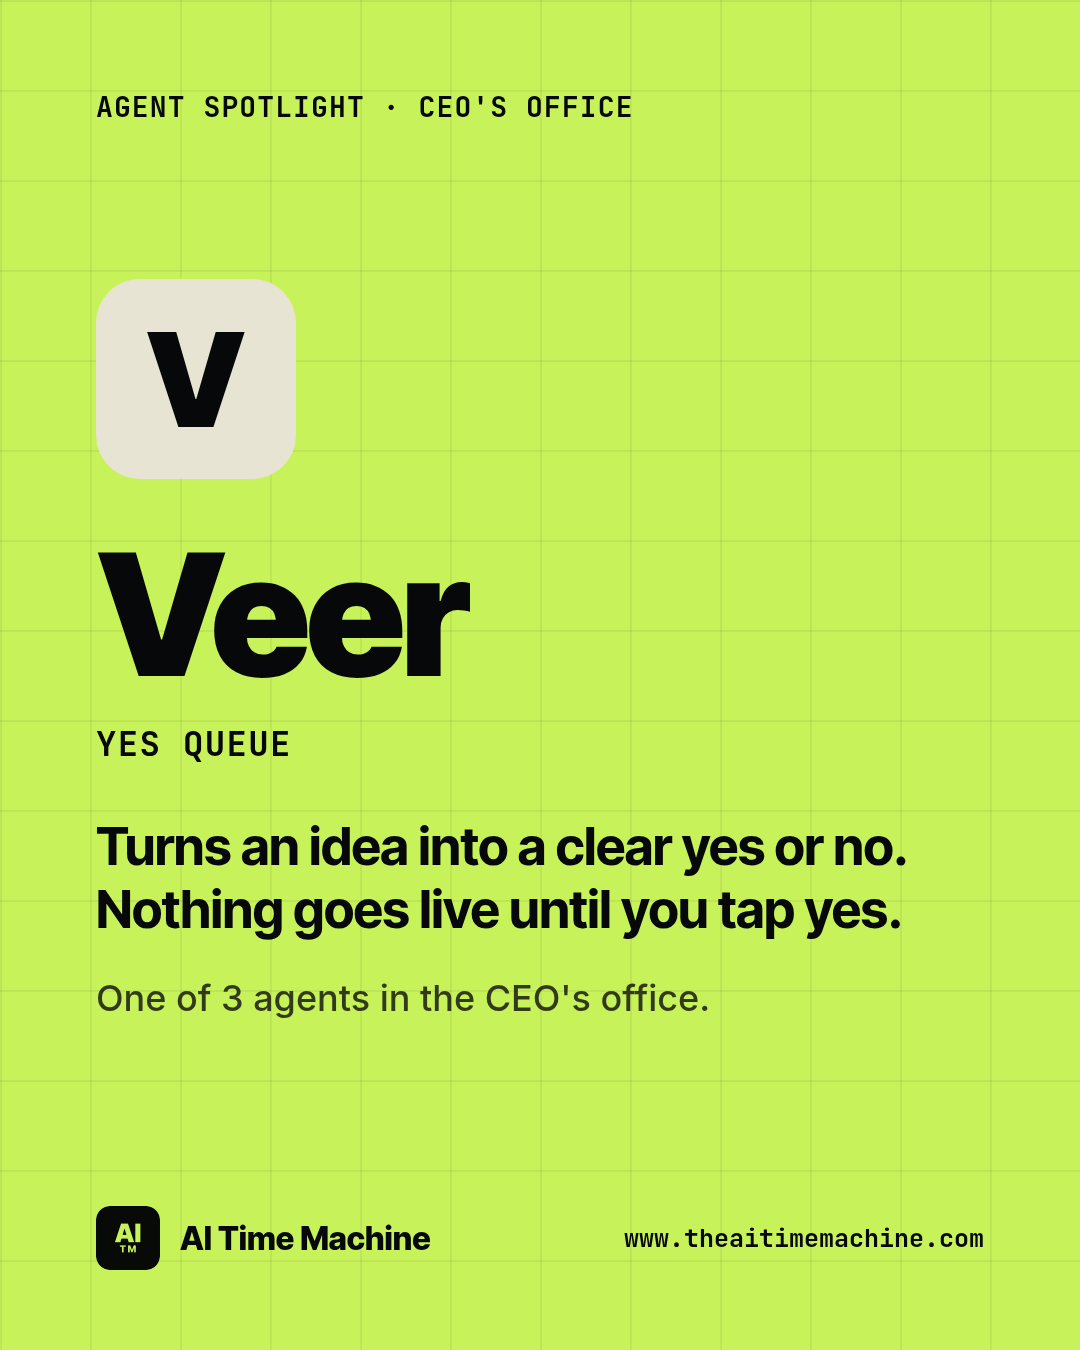 AGENT SPOTLIGHT · CEO'S OFFICE
V
Veer
YES QUEUE
Turns an idea into a clear yes or no.
Nothing goes live until you tap yes.
One of 3 agents in the CEO's office.
AI
TM
AI Time Machine
www.theaitimemachine.com